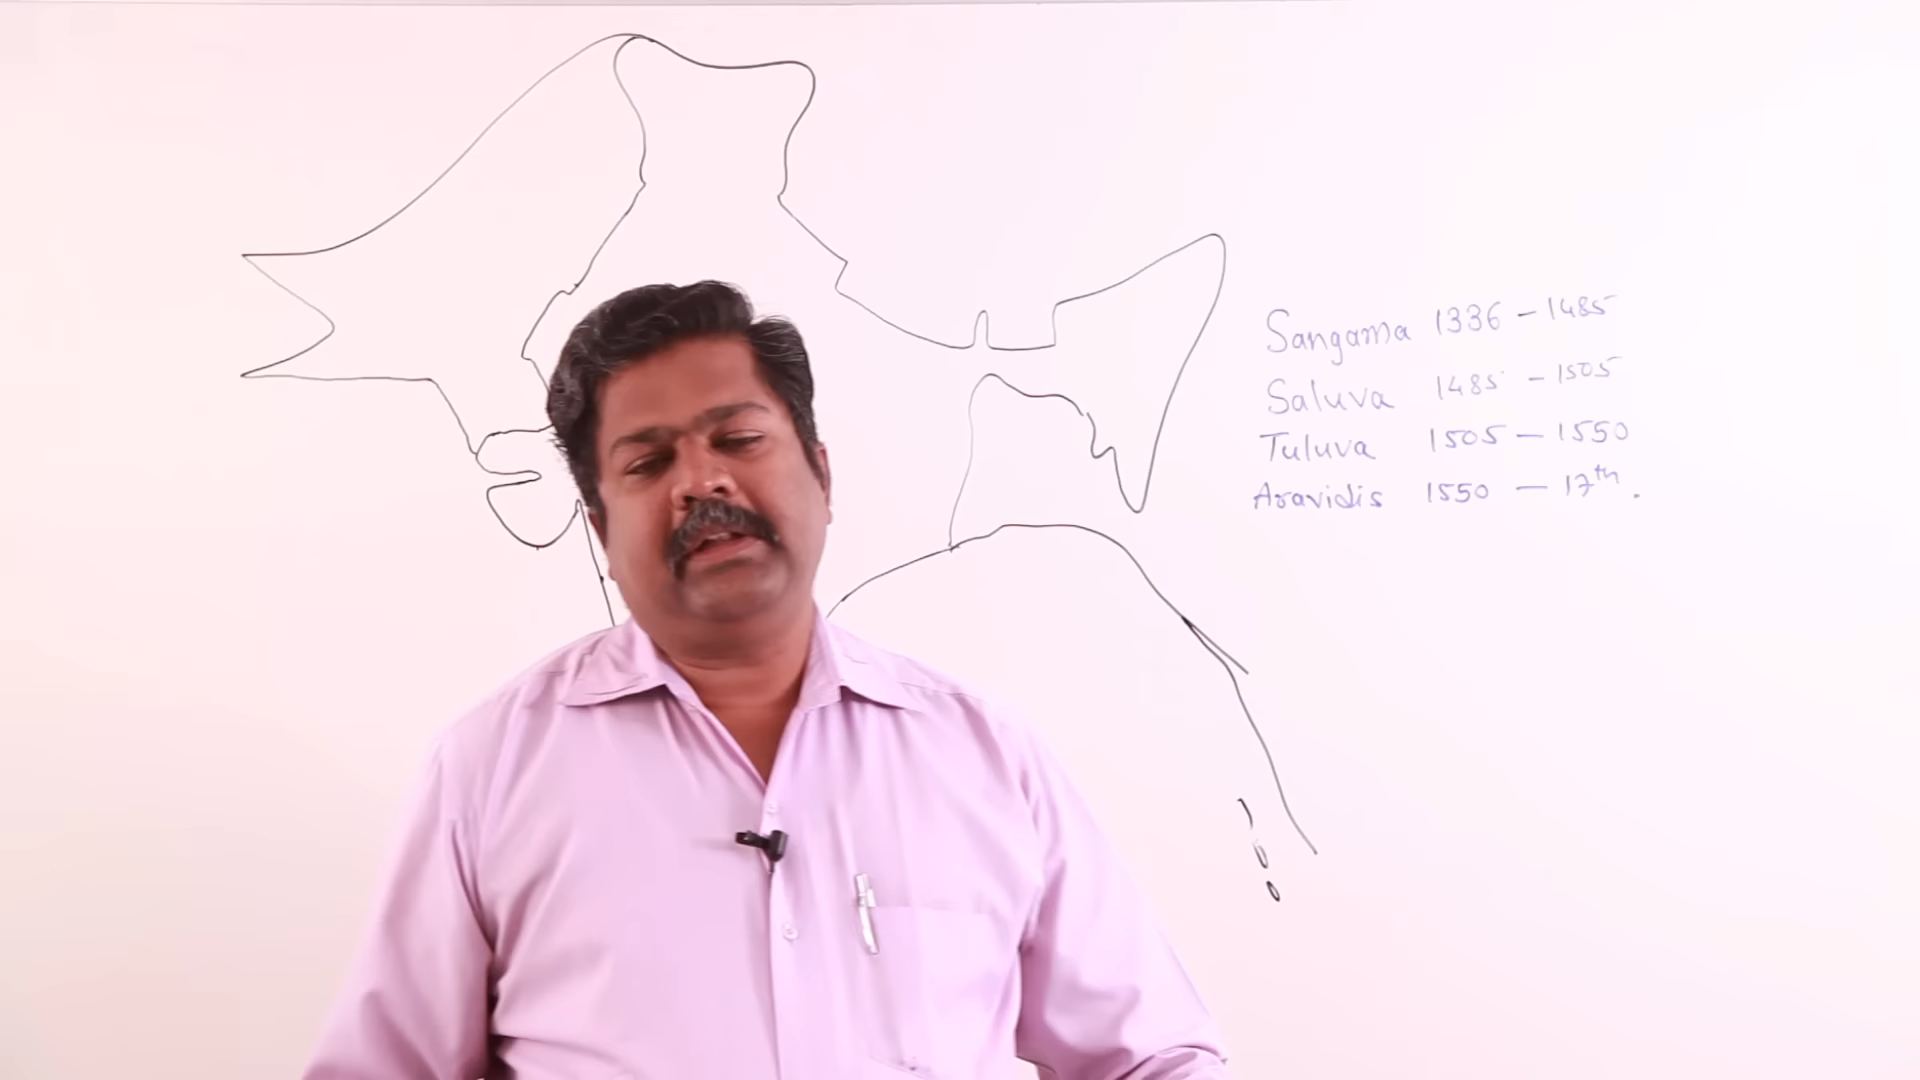 Sangama 1336 - 1485
Saluva 1485 - 1505
Tuluva 1505 - 1550
Aravidis 1550 - 17th.